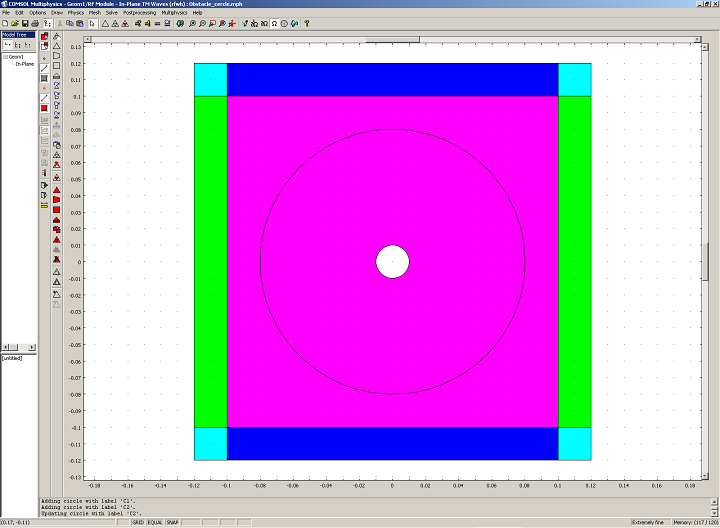 COMSOL Multiphysics - Geom1/RF Module - In-Plane TM Waves (rfwh) : Obstacle_cercle.mph
File Edit Options Draw Physics Mesh Solve Postprocessing Multiphysics Help
Model Tree
Geom1
In-Plane
[untitled]
0.13
0.12
0.11
0.1
0.09
0.08
0.07
0.06
0.05
0.04
0.03
0.02
0.01
0
-0.01
-0.02
-0.03
-0.04
-0.05
-0.06
-0.07
-0.08
-0.09
-0.1
-0.11
-0.12
-0.13
-0.18 -0.16 -0.14 -0.12 -0.1 -0.08 -0.06 -0.04 -0.02 0 0.02 0.04 0.06 0.08 0.1 0.12 0.14 0.16 0.18
Adding circle with label 'C1'.
Adding circle with label 'C2'.
Updating circle with label 'C2'.
(0.17, -0.11) GRID EQUAL SNAP Extremely fine Memory: (117 / 120)